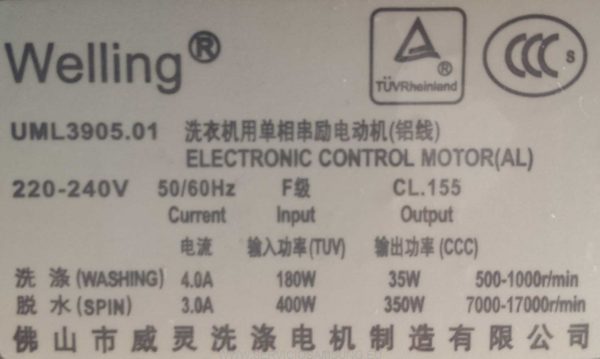 Welling®
TÜVRheinland
CCC S
UML3905.01 洗衣机用单相串励电动机(铝线)
ELECTRONIC CONTROL MOTOR(AL)
220-240V 50/60Hz F级 CL.155
Current Input Output
电流 输入功率(TUV) 输出功率(CCC)
洗涤(WASHING) 4.0A 180W 35W 500-1000r/min
脱水(SPIN) 3.0A 400W 350W 7000-17000r/min
佛山市威灵洗涤电机制造有限公司